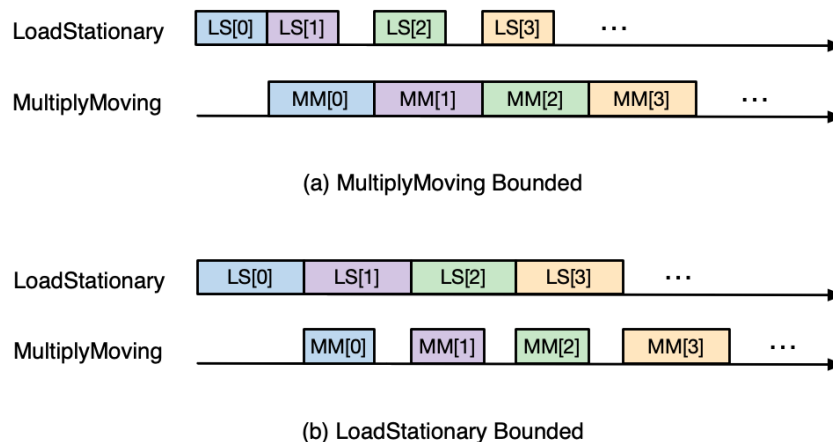 LoadStationary LS[0] LS[1] LS[2] LS[3] ...
MultiplyMoving MM[0] MM[1] MM[2] MM[3] ...
(a) MultiplyMoving Bounded
LoadStationary LS[0] LS[1] LS[2] LS[3] ...
MultiplyMoving MM[0] MM[1] MM[2] MM[3] ...
(b) LoadStationary Bounded